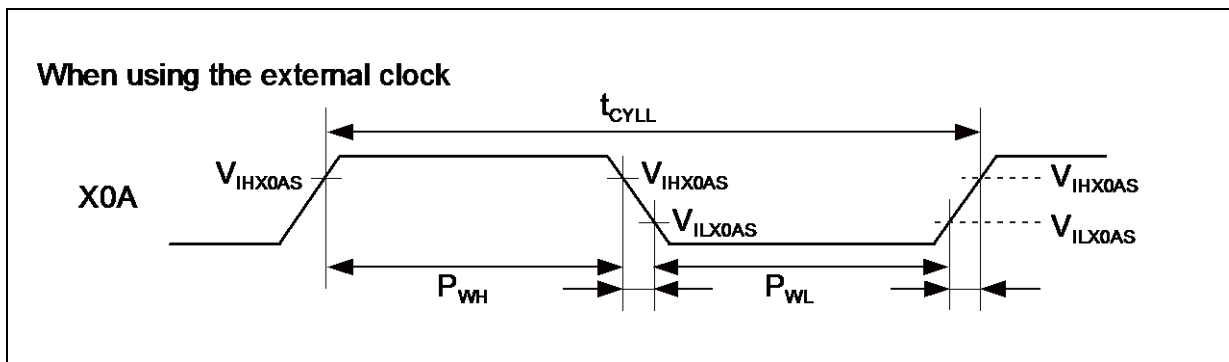 When using the external clock
tCYLL
VIHX0AS
VIHX0AS
VIHX0AS
X0A
VILX0AS
VILX0AS
PWH
PWL